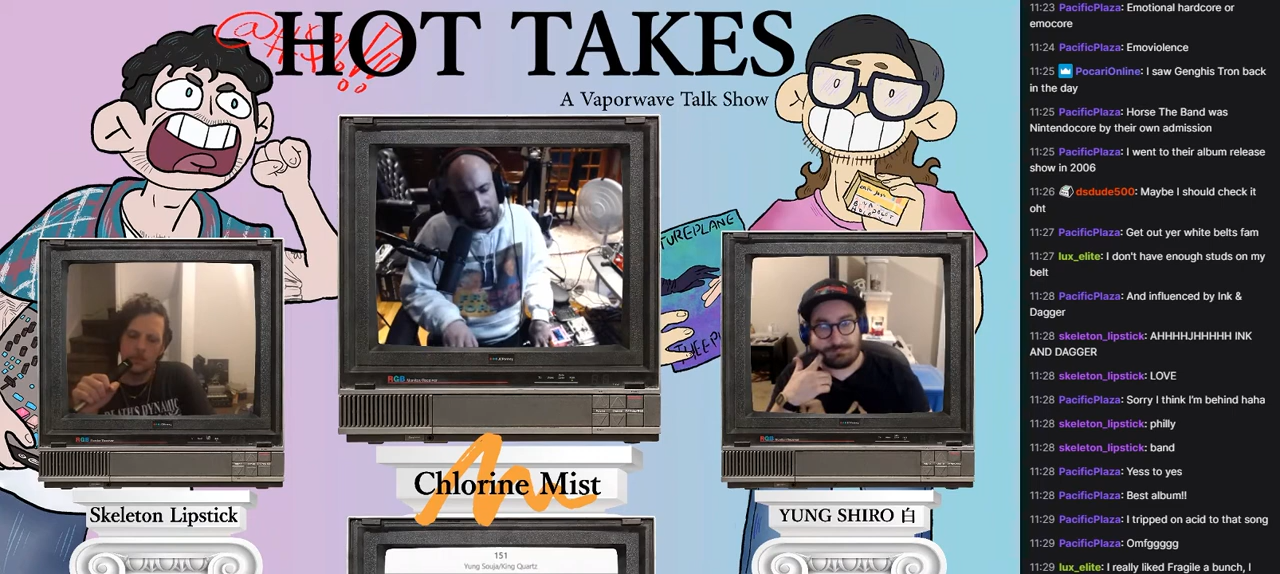 @#$%!!!
HOT TAKES
A Vaporwave Talk Show
TUREPLANE
RGB
RGB
RGB
Skeleton Lipstick
Chlorine Mist
YUNG SHIRO 白
151
Yung Souja/King Quartz
11:23 PacificPlaza: Emotional hardcore or
emocore
11:24 PacificPlaza: Emoviolence
11:25 PocariOnline: I saw Genghis Tron back
in the day
11:25 PacificPlaza: Horse The Band was
Nintendocore by their own admission
11:25 PacificPlaza: I went to their album release
show in 2006
11:26 dsdude500: Maybe I should check it
oht
11:27 PacificPlaza: Get out yer white belts fam
11:27 lux_elite: I don't have enough studs on my
belt
11:28 PacificPlaza: And influenced by Ink &
Dagger
11:28 skeleton_lipstick: AHHHHJHHHHH INK
AND DAGGER
11:28 skeleton_lipstick: LOVE
11:28 PacificPlaza: Sorry I think I'm behind haha
11:28 skeleton_lipstick: philly
11:28 skeleton_lipstick: band
11:28 PacificPlaza: Yess to yes
11:28 PacificPlaza: Best album!!
11:29 PacificPlaza: I tripped on acid to that song
11:29 PacificPlaza: Omfggggg
11:29 lux_elite: I really liked Fragile a bunch, I